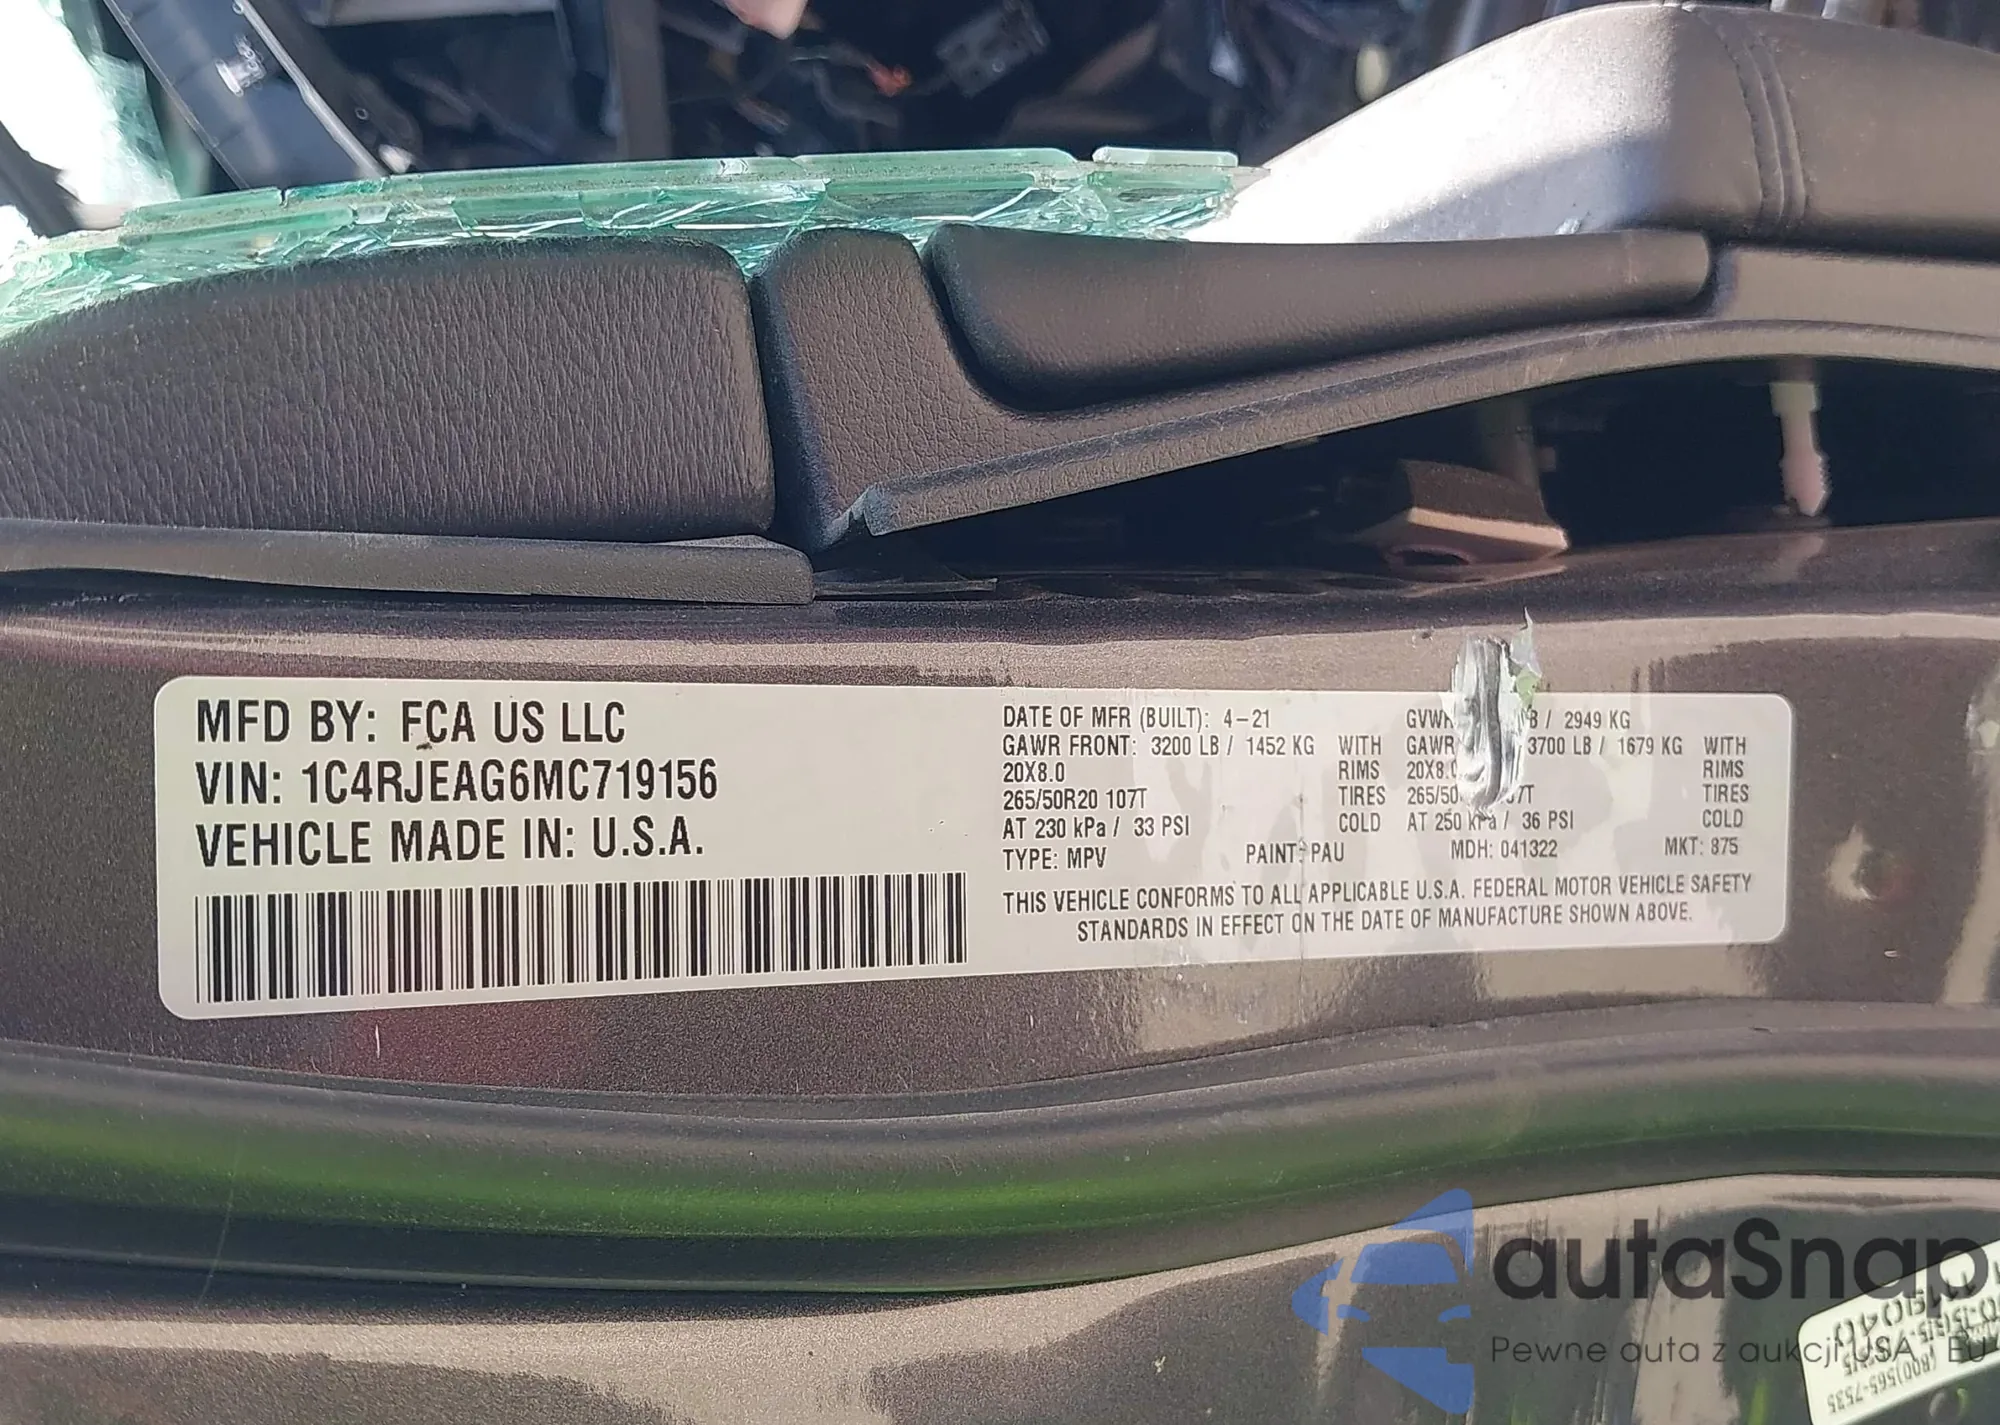 MFD BY: FCA US LLC
VIN: 1C4RJEAG6MC719156
VEHICLE MADE IN: U.S.A.
DATE OF MFR (BUILT): 4-21
GAWR FRONT: 3200 LB / 1452 KG WITH
20X8.0 RIMS
265/50R20 107T TIRES
AT 230 kPa / 33 PSI COLD
/ 2949 KG
GAWR 3700 LB / 1679 KG WITH
RIMS
TIRES
AT 250 kPa / 36 PSI COLD
TYPE: MPV PAINT: PAU MDH: 041322 MKT: 875
THIS VEHICLE CONFORMS TO ALL APPLICABLE U.S.A. FEDERAL MOTOR VEHICLE SAFETY
STANDARDS IN EFFECT ON THE DATE OF MANUFACTURE SHOWN ABOVE.
autaSnap
Pewne auta z aukcji USA i EU
(800)565-7535